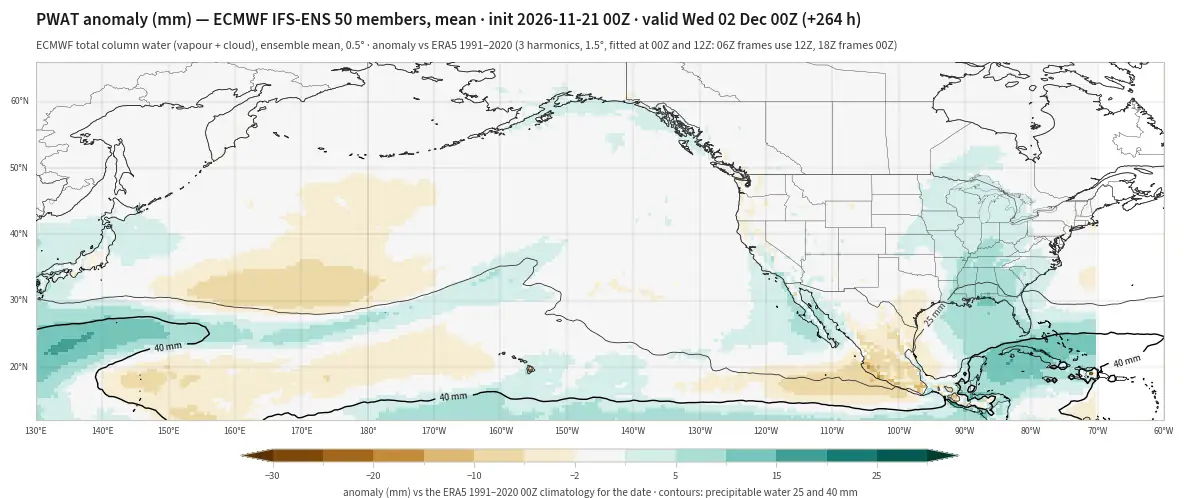 PWAT anomaly (mm) — ECMWF IFS-ENS 50 members, mean · init 2026-11-21 00Z · valid Wed 02 Dec 00Z (+264 h)
ECMWF total column water (vapour + cloud), ensemble mean, 0.5° · anomaly vs ERA5 1991–2020 (3 harmonics, 1.5°, fitted at 00Z and 12Z: 06Z frames use 12Z, 18Z frames 00Z)
60°N
50°N
40°N
30°N
20°N
25 mm
40 mm
40 mm
40 mm
130°E 140°E 150°E 160°E 170°E 180° 170°W 160°W 150°W 140°W 130°W 120°W 110°W 100°W 90°W 80°W 70°W 60°W
−30 −20 −10 −2 5 15 25
anomaly (mm) vs the ERA5 1991–2020 00Z climatology for the date · contours: precipitable water 25 and 40 mm